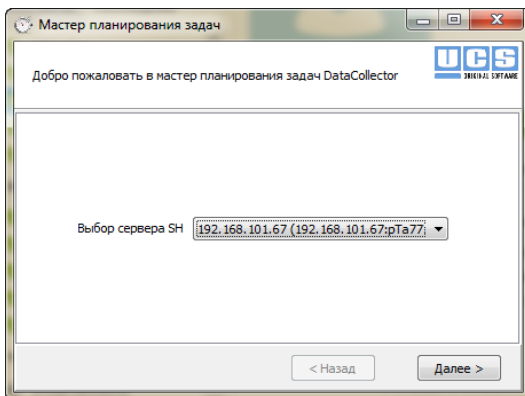 Мастер планирования задач
Добро пожаловать в мастер планирования задач DataCollector
UCS
ORIGINAL SOFTWARE
Выбор сервера SH 192.168.101.67 (192.168.101.67:pTa77
< Назад Далее >